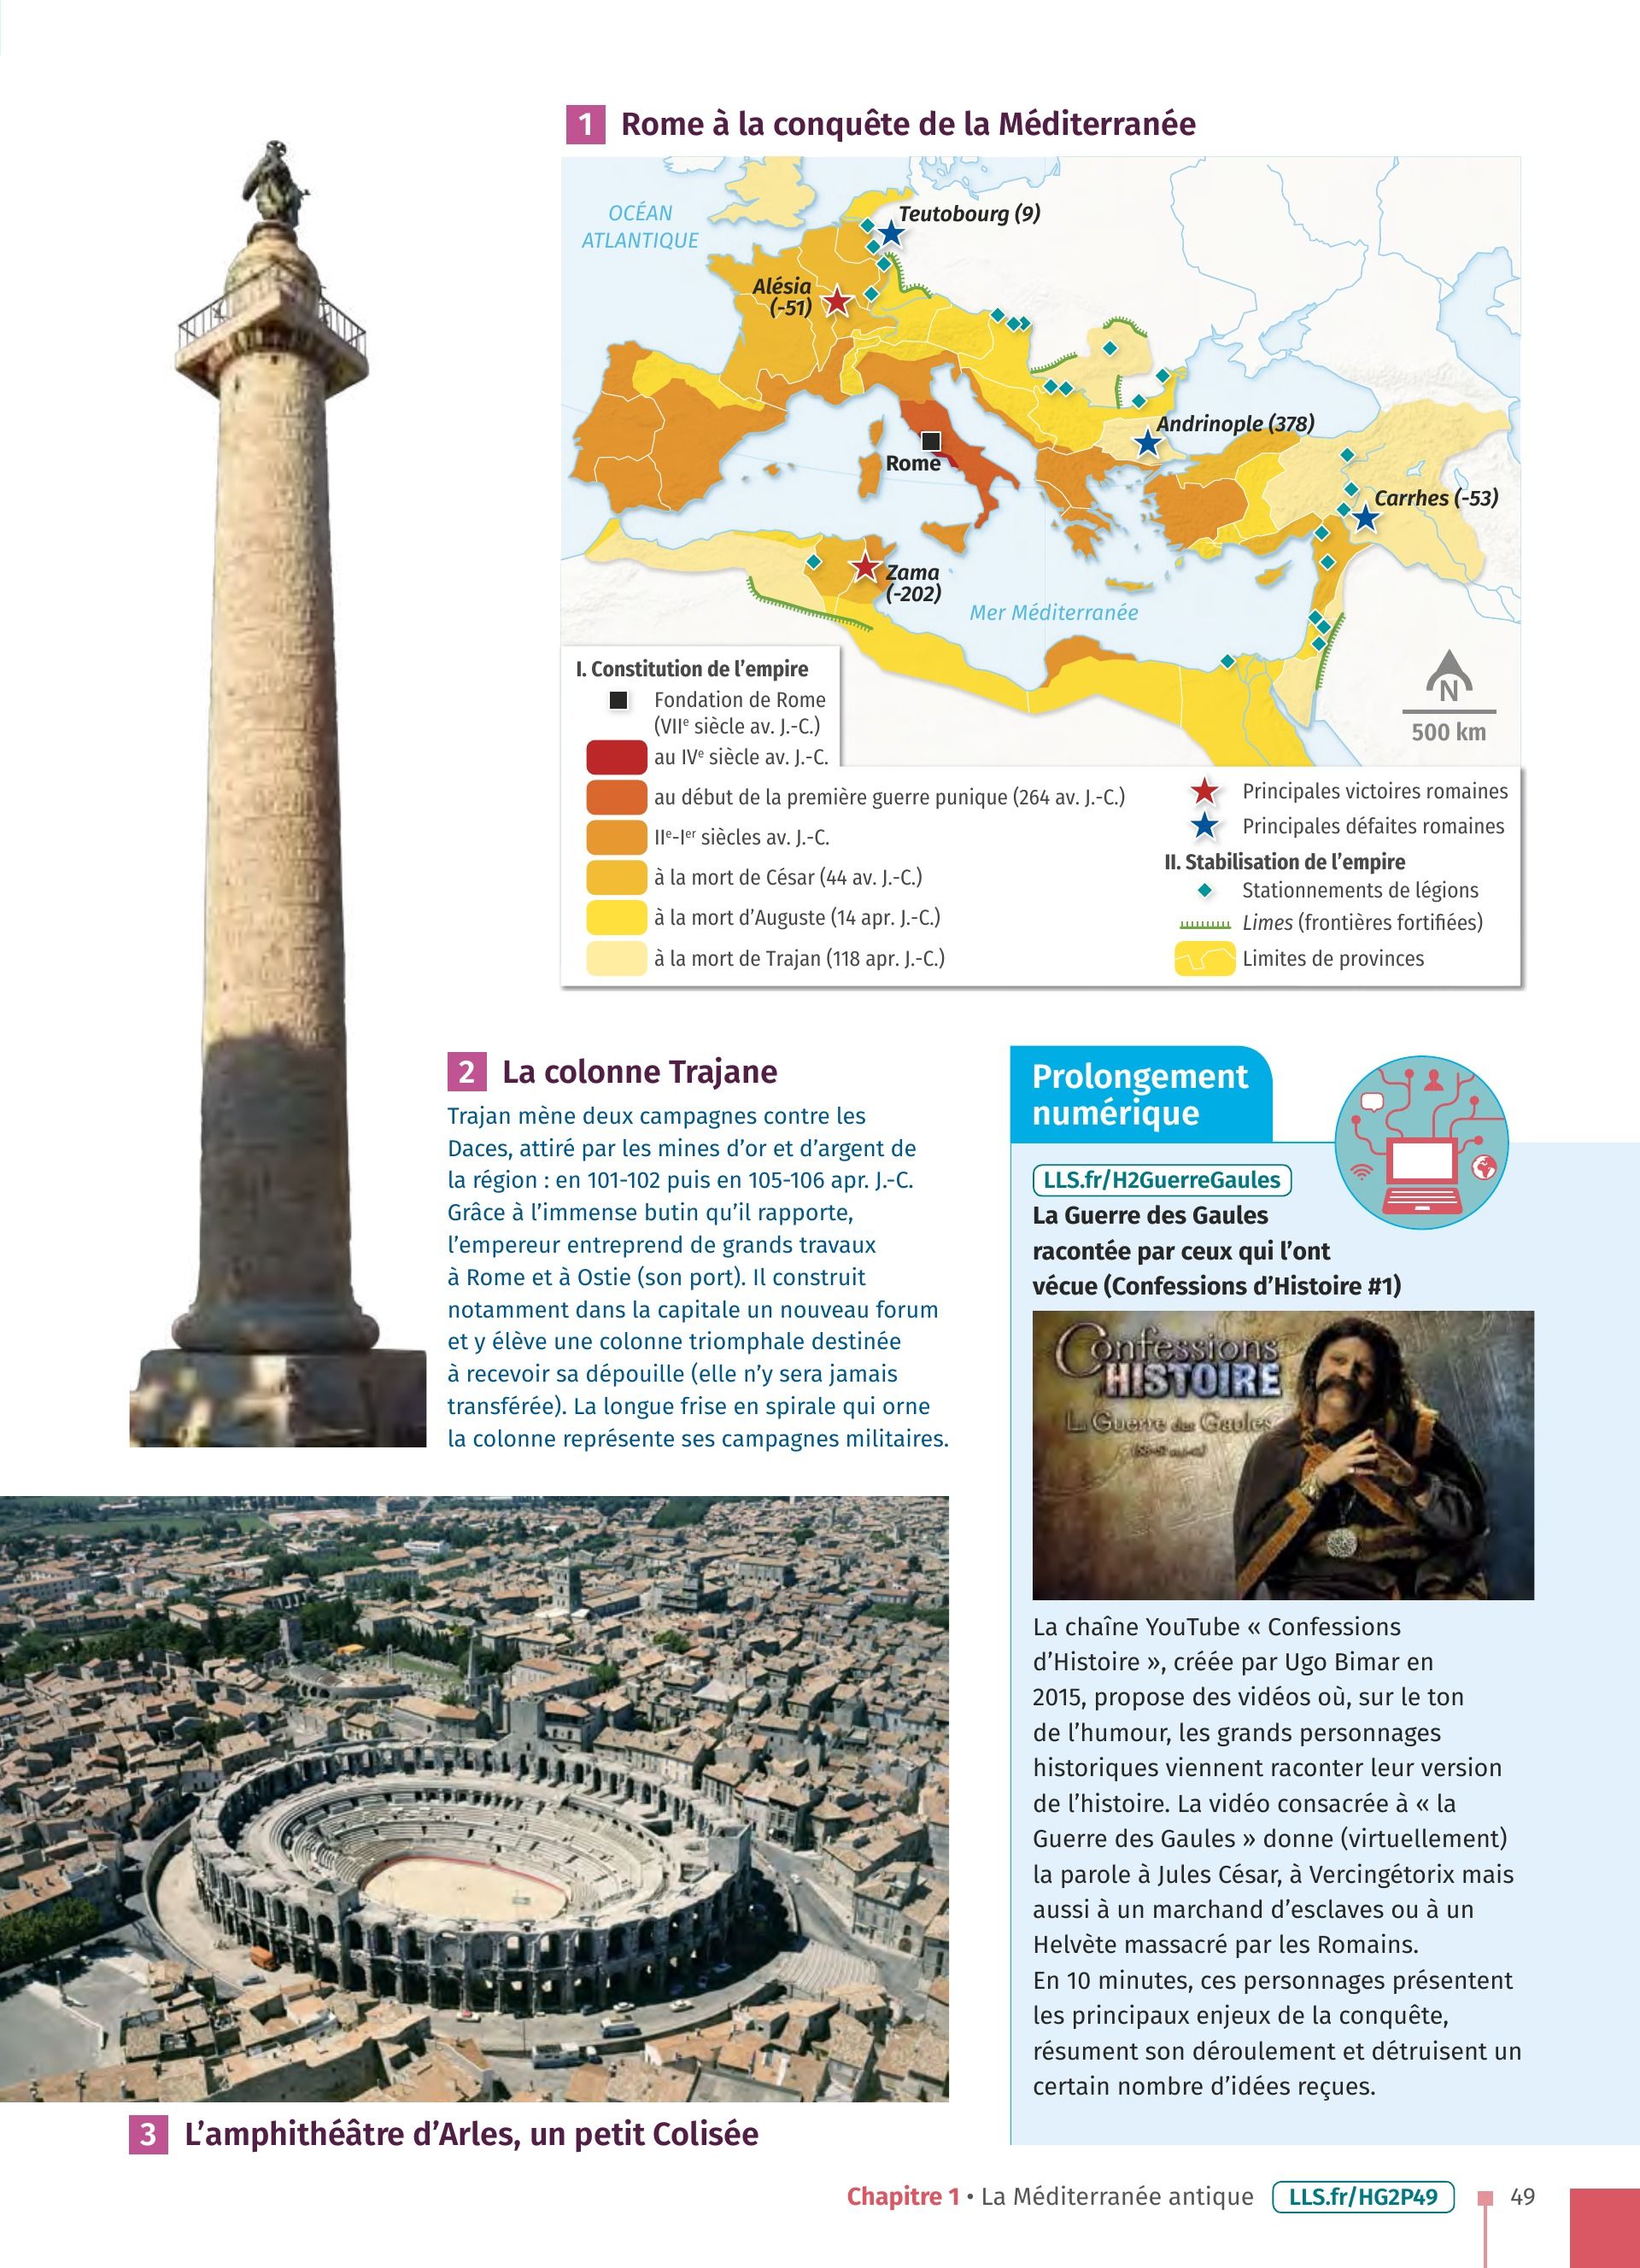 1 Rome à la conquête de la Méditerranée
OCÉAN
ATLANTIQUE
Teutobourg (9)
Alésia
(-51)
Andrinople (378)
Rome
Carrhes (-53)
Zama
(-202)
Mer Méditerranée
N
500 km
I. Constitution de l’empire
Fondation de Rome
(VIIe siècle av. J.-C.)
au IVe siècle av. J.-C.
au début de la première guerre punique (264 av. J.-C.)
IIe-Ier siècles av. J.-C.
à la mort de César (44 av. J.-C.)
à la mort d’Auguste (14 apr. J.-C.)
à la mort de Trajan (118 apr. J.-C.)
Principales victoires romaines
Principales défaites romaines
II. Stabilisation de l’empire
Stationnements de légions
Limes (frontières fortifiées)
Limites de provinces
2 La colonne Trajane
Trajan mène deux campagnes contre les
Daces, attiré par les mines d’or et d’argent de
la région : en 101-102 puis en 105-106 apr. J.-C.
Grâce à l’immense butin qu’il rapporte,
l’empereur entreprend de grands travaux
à Rome et à Ostie (son port). Il construit
notamment dans la capitale un nouveau forum
et y élève une colonne triomphale destinée
à recevoir sa dépouille (elle n’y sera jamais
transférée). La longue frise en spirale qui orne
la colonne représente ses campagnes militaires.
3 L’amphithéâtre d’Arles, un petit Colisée
Prolongement
numérique
LLS.fr/H2GuerreGaules
La Guerre des Gaules
racontée par ceux qui l’ont
vécue (Confessions d’Histoire #1)
Confessions
d'HISTOIRE
La Guerre des Gaules
La chaîne YouTube « Confessions
d’Histoire », créée par Ugo Bimar en
2015, propose des vidéos où, sur le ton
de l’humour, les grands personnages
historiques viennent raconter leur version
de l’histoire. La vidéo consacrée à « la
Guerre des Gaules » donne (virtuellement)
la parole à Jules César, à Vercingétorix mais
aussi à un marchand d’esclaves ou à un
Helvète massacré par les Romains.
En 10 minutes, ces personnages présentent
les principaux enjeux de la conquête,
résument son déroulement et détruisent un
certain nombre d’idées reçues.
Chapitre 1 • La Méditerranée antique LLS.fr/HG2P49 49